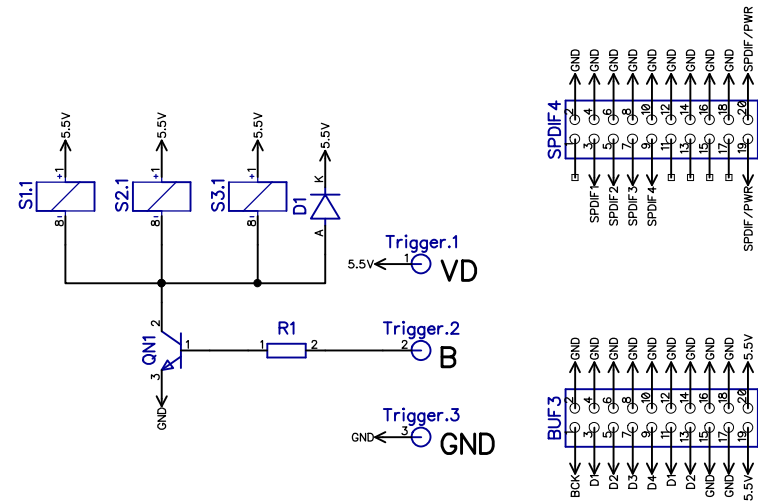 5.5V
5.5V
5.5V
5.5V
S1.1
+1
8-
S2.1
+1
8-
S3.1
+1
8-
D1
K
A
Trigger.1
5.5V
1
VD
QN1
2
1
3
GND
R1
1
2
Trigger.2
2
B
Trigger.3
GND
3
GND
SPDIF4
GND
GND
GND
GND
GND
GND
GND
GND
GND
SPDIF/PWR
2
4
6
8
10
12
14
16
18
20
1
3
5
7
9
11
13
15
17
19
SPDIF1
SPDIF2
SPDIF3
SPDIF4
SPDIF/PWR
BUF3
GND
GND
GND
GND
GND
GND
GND
GND
GND
5.5V
2
4
6
8
10
12
14
16
18
20
1
3
5
7
9
11
13
15
17
19
BCK
D1
D2
D3
D4
D1
D2
GND
GND
5.5V